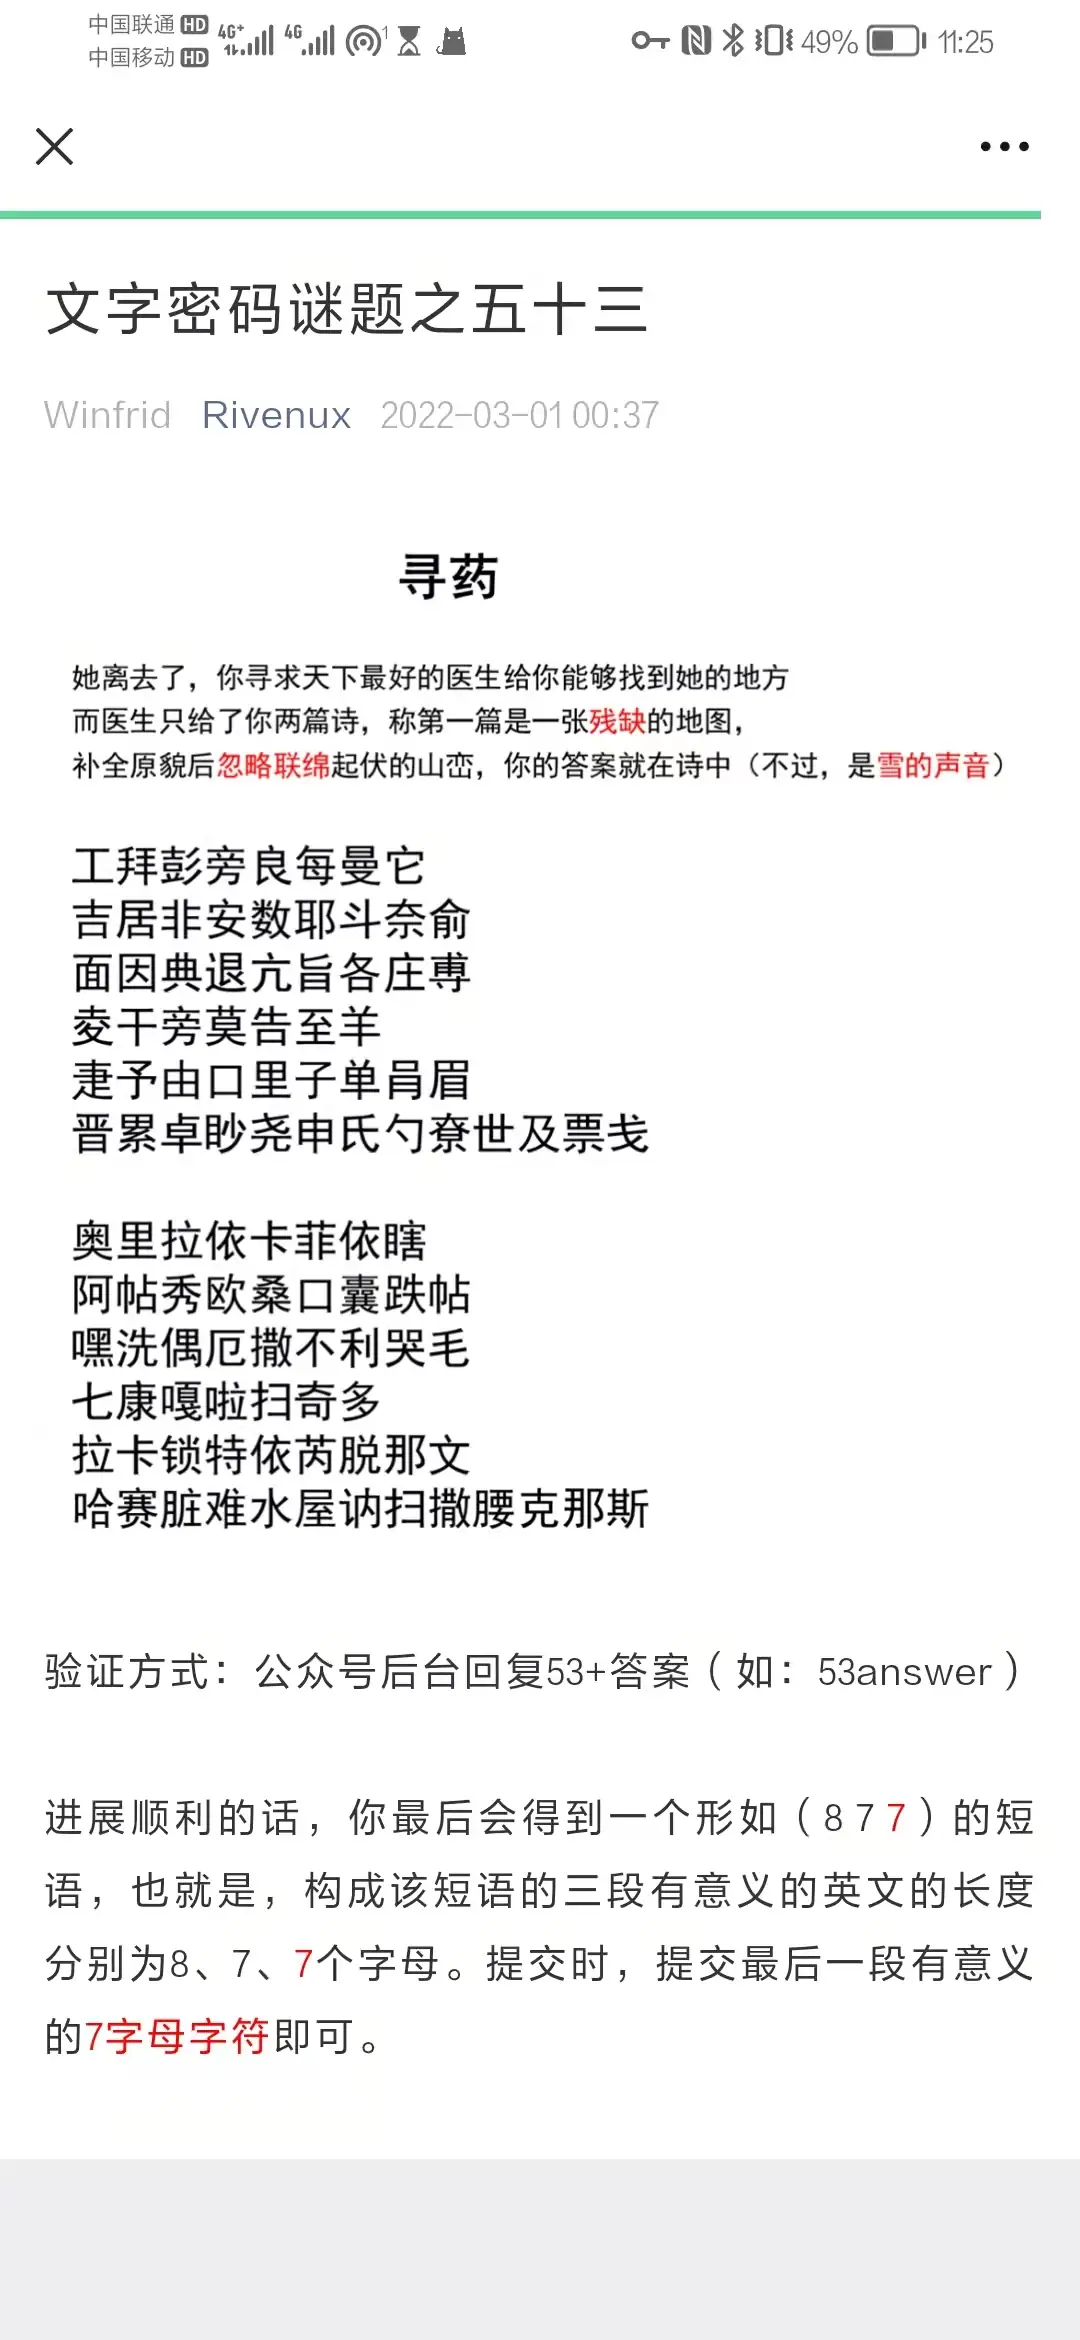 中国联通 HD 4G+ 4G 1 49% 11:25
中国移动 HD
文字密码谜题之五十三
Winfrid Rivenux 2022-03-01 00:37
寻药
她离去了，你寻求天下最好的医生给你能够找到她的地方
而医生只给了你两篇诗，称第一篇是一张残缺的地图，
补全原貌后忽略联绵起伏的山峦，你的答案就在诗中（不过，是雪的声音）
工拜彭旁良每曼它
吉居非安数耶斗奈俞
面因典退亢旨各庄尃
夌干旁莫告至羊
疌予由口里子单肙眉
晋累卓眇尧申氏勺尞世及票戋
奥里拉依卡菲依瞎
阿帖秀欧桑口囊跌帖
嘿洗偶厄撒不利哭毛
七康嘎啦扫奇多
拉卡锁特依芮脱那文
哈赛脏难水屋讷扫撒腰克那斯
验证方式：公众号后台回复53+答案（如：53answer）
进展顺利的话，你最后会得到一个形如（8 7 7）的短
语，也就是，构成该短语的三段有意义的英文的长度
分别为8、7、7个字母。提交时，提交最后一段有意义
的7字母字符即可。